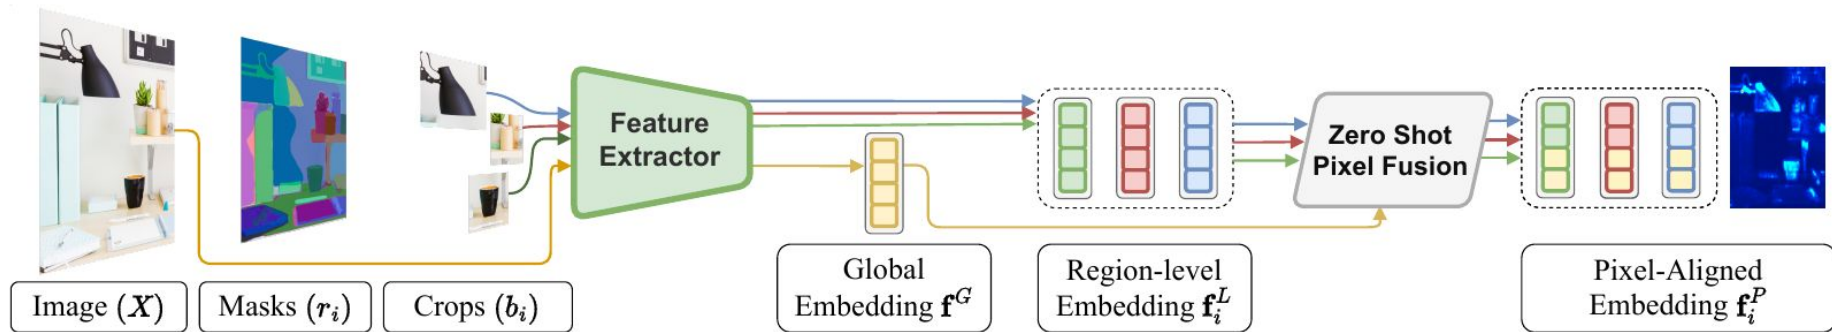 Feature
Extractor
Zero Shot
Pixel Fusion
Image (X)
Masks (r_i)
Crops (b_i)
Global
Embedding f^G
Region-level
Embedding f_i^L
Pixel-Aligned
Embedding f_i^P